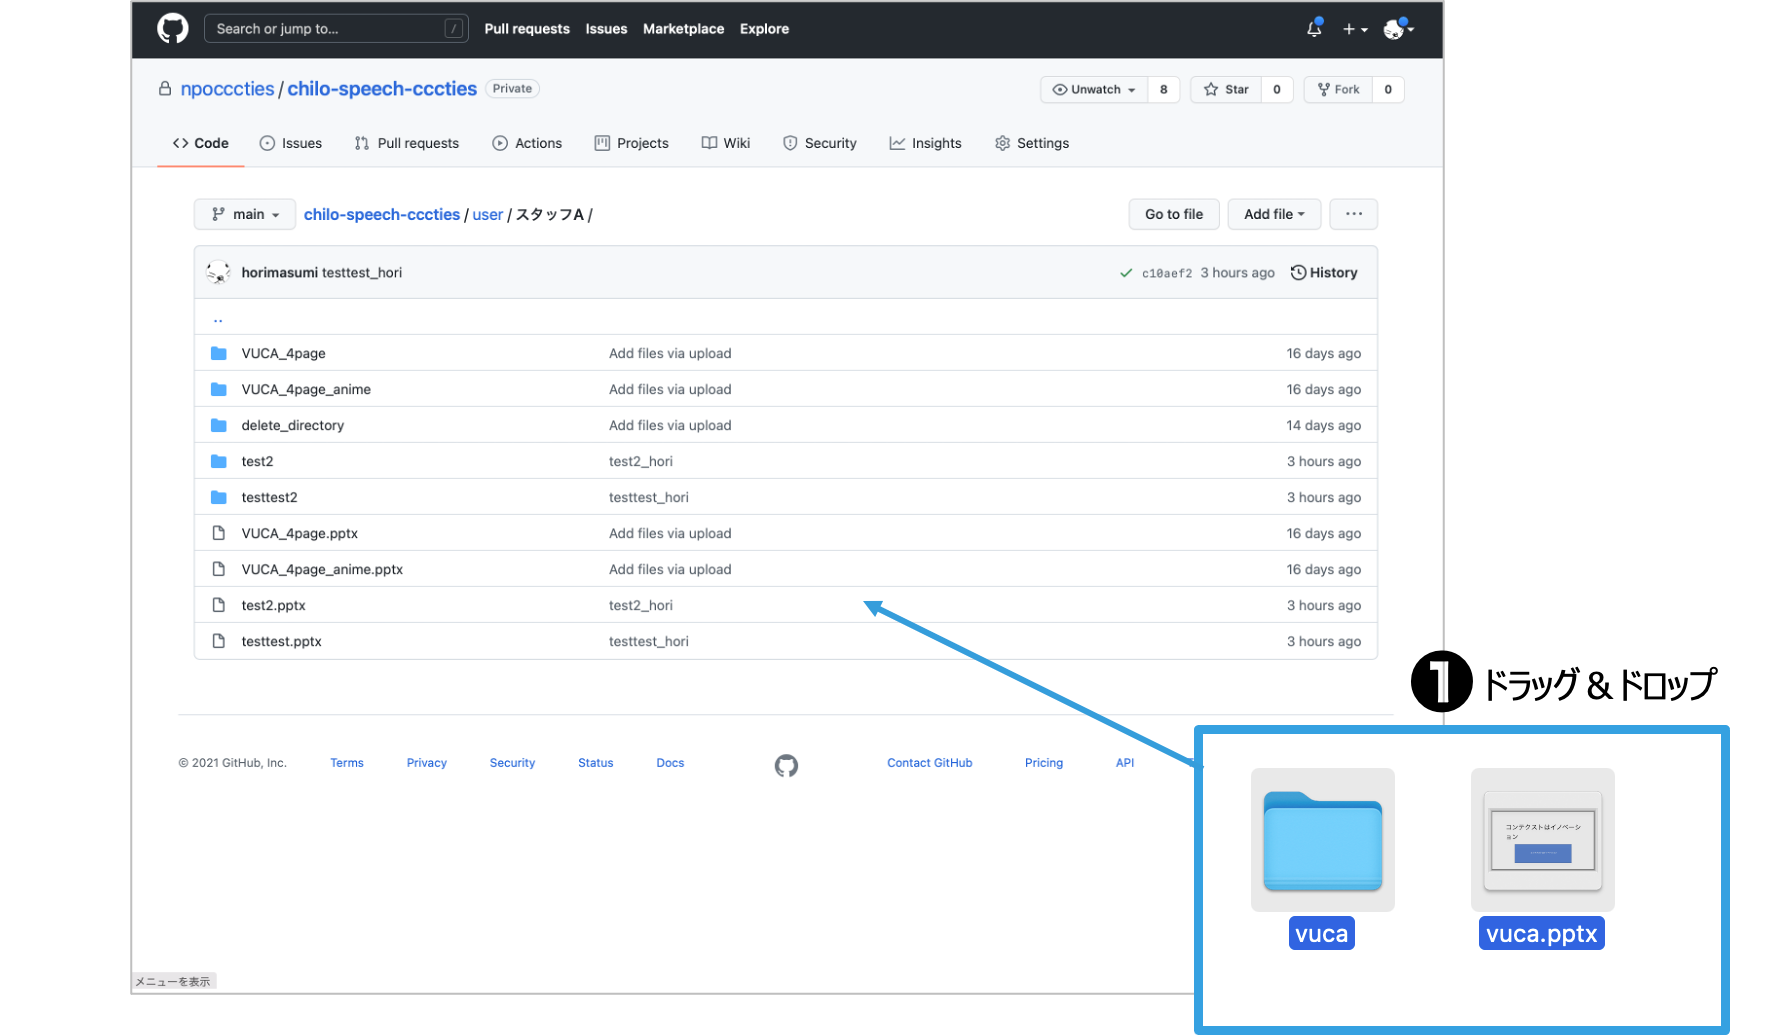 Search or jump to... /
Pull requests Issues Marketplace Explore
npocccties / chilo-speech-cccties Private
Unwatch 8 Star 0 Fork 0
Code Issues Pull requests Actions Projects Wiki Security Insights Settings
main chilo-speech-cccties / user / スタッフA /
Go to file Add file ...
horimasumi testtest_hori c10aef2 3 hours ago History
..
VUCA_4page Add files via upload 16 days ago
VUCA_4page_anime Add files via upload 16 days ago
delete_directory Add files via upload 14 days ago
test2 test2_hori 3 hours ago
testtest2 testtest_hori 3 hours ago
VUCA_4page.pptx Add files via upload 16 days ago
VUCA_4page_anime.pptx Add files via upload 16 days ago
test2.pptx test2_hori 3 hours ago
testtest.pptx testtest_hori 3 hours ago
1 ドラッグ & ドロップ
© 2021 GitHub, Inc. Terms Privacy Security Status Docs Contact GitHub Pricing API
コンテクストはイノベーシ
ョン
vuca vuca.pptx
メニューを表示